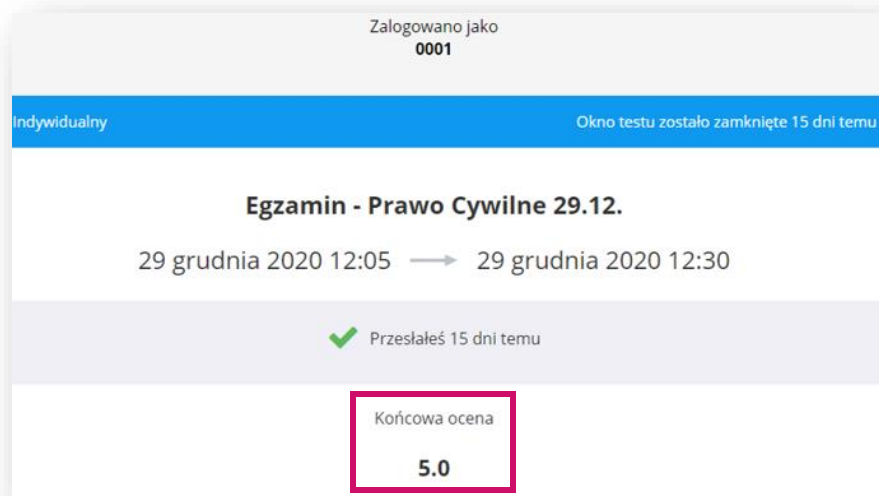 Zalogowano jako
0001
Indywidualny
Okno testu zostało zamknięte 15 dni temu
Egzamin - Prawo Cywilne 29.12.
29 grudnia 2020 12:05 → 29 grudnia 2020 12:30
Przesłałeś 15 dni temu
Końcowa ocena
5.0